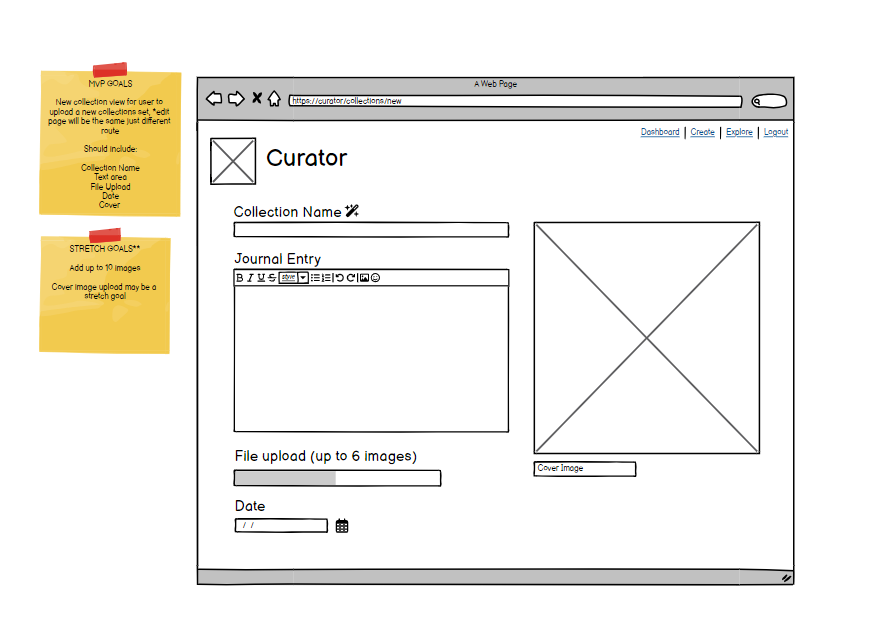 MVP GOALS
New collection view for user to
upload a new collections set, *edit
page will be the same just different
route
Should include:
Collection Name
Text area
File Upload
Date
Cover
STRETCH GOALS**
Add up to 10 images
Cover image upload may be a
stretch goal
A Web Page
https://curator/collections/new
Dashboard | Create | Explore | Logout
Curator
Collection Name
Journal Entry
B I U S style
File upload (up to 6 images)
Cover Image
Date
/ /